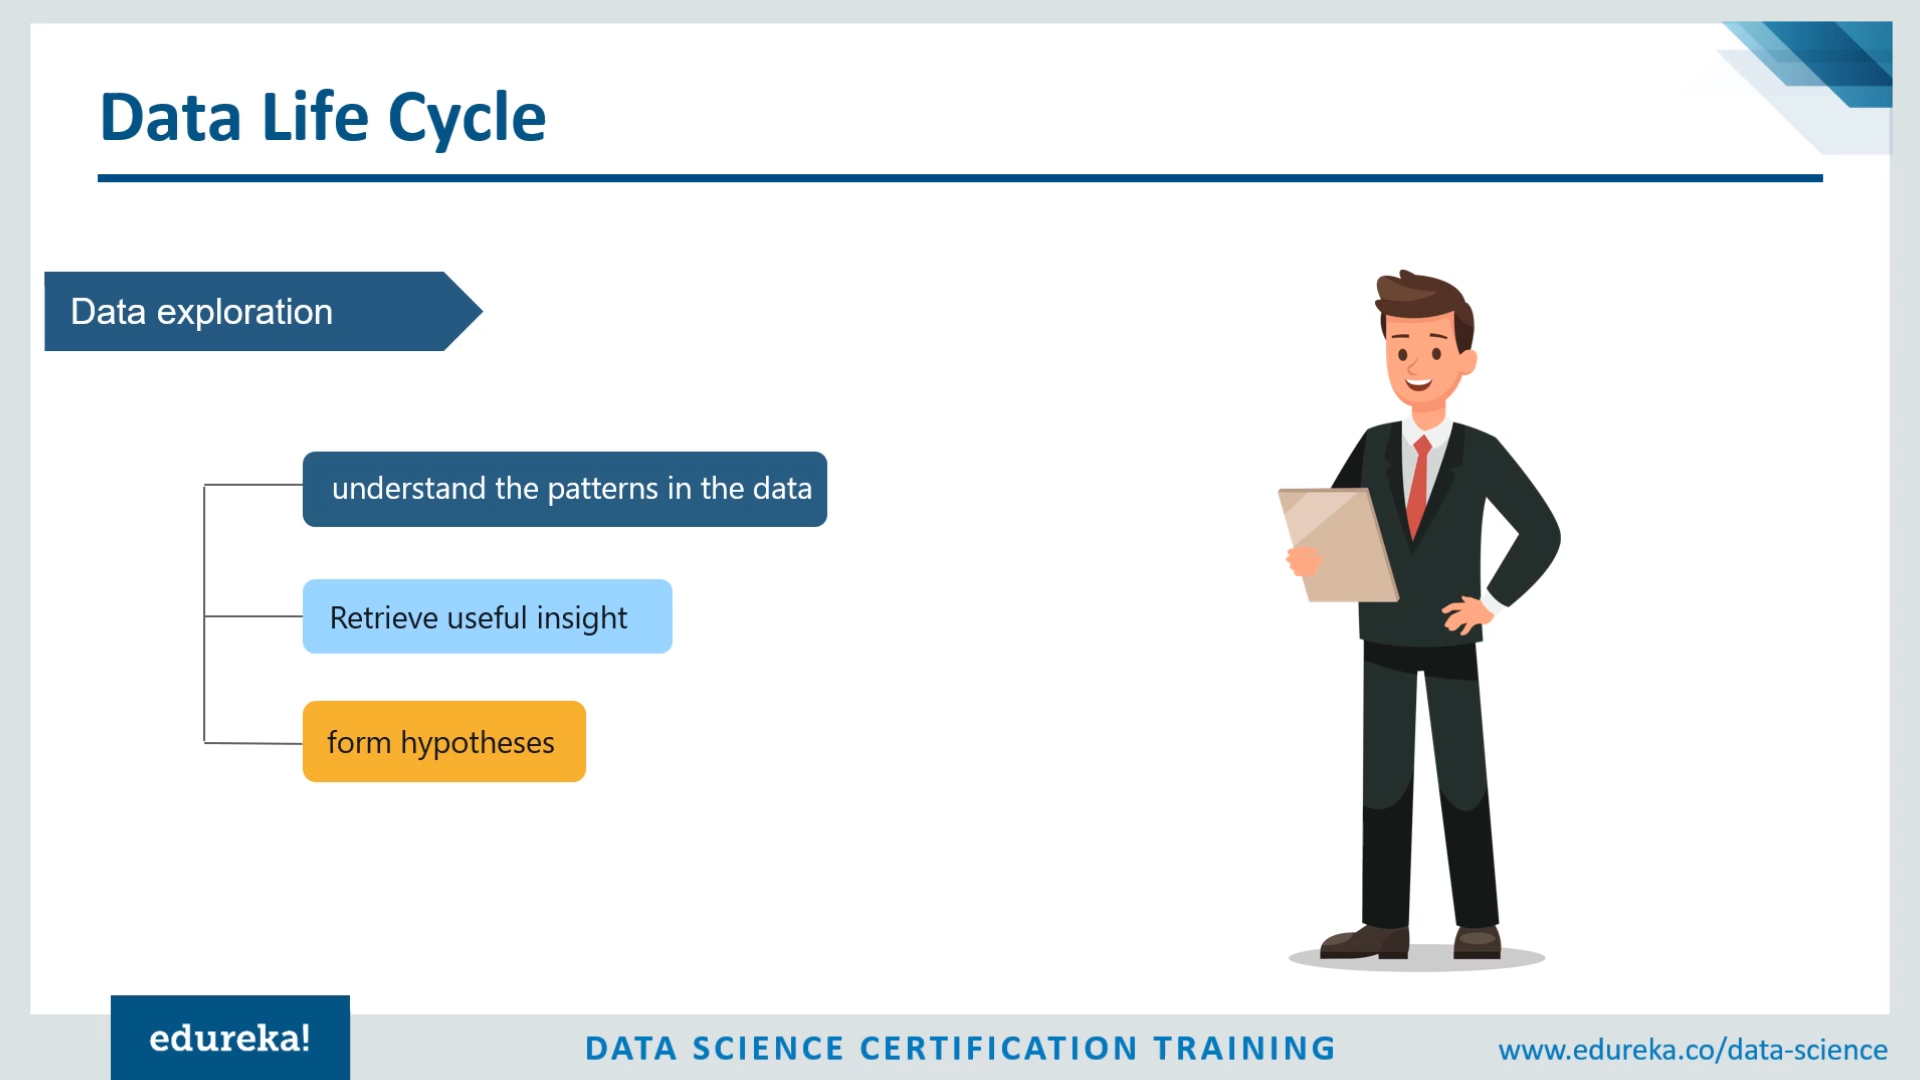 Data Life Cycle
Data exploration
understand the patterns in the data
Retrieve useful insight
form hypotheses
edureka!
DATA SCIENCE CERTIFICATION TRAINING
www.edureka.co/data-science